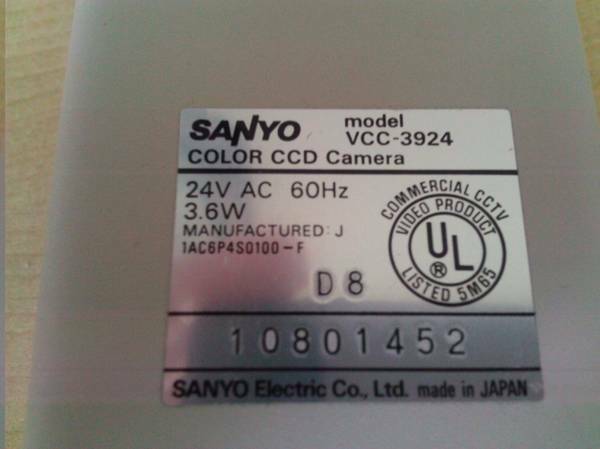 SANYO model
VCC-3924
COLOR CCD Camera
24V AC 60Hz
3.6W
MANUFACTURED: J
1AC6P4S0100-F
D8
COMMERCIAL CCTV
VIDEO PRODUCT
UL
®
LISTED 5M65
10801452
SANYO Electric Co., Ltd. made in JAPAN